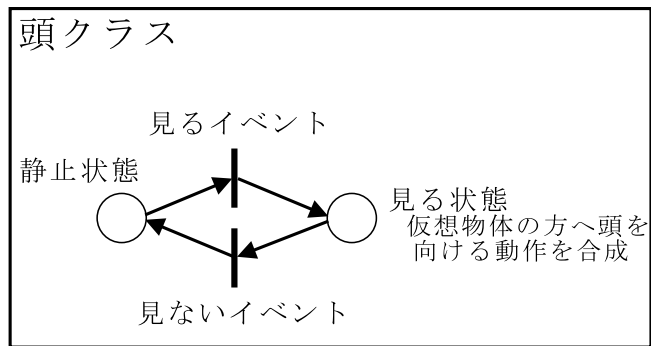 頭クラス
見るイベント
静止状態
見る状態
仮想物体の方へ頭を
向ける動作を合成
見ないイベント